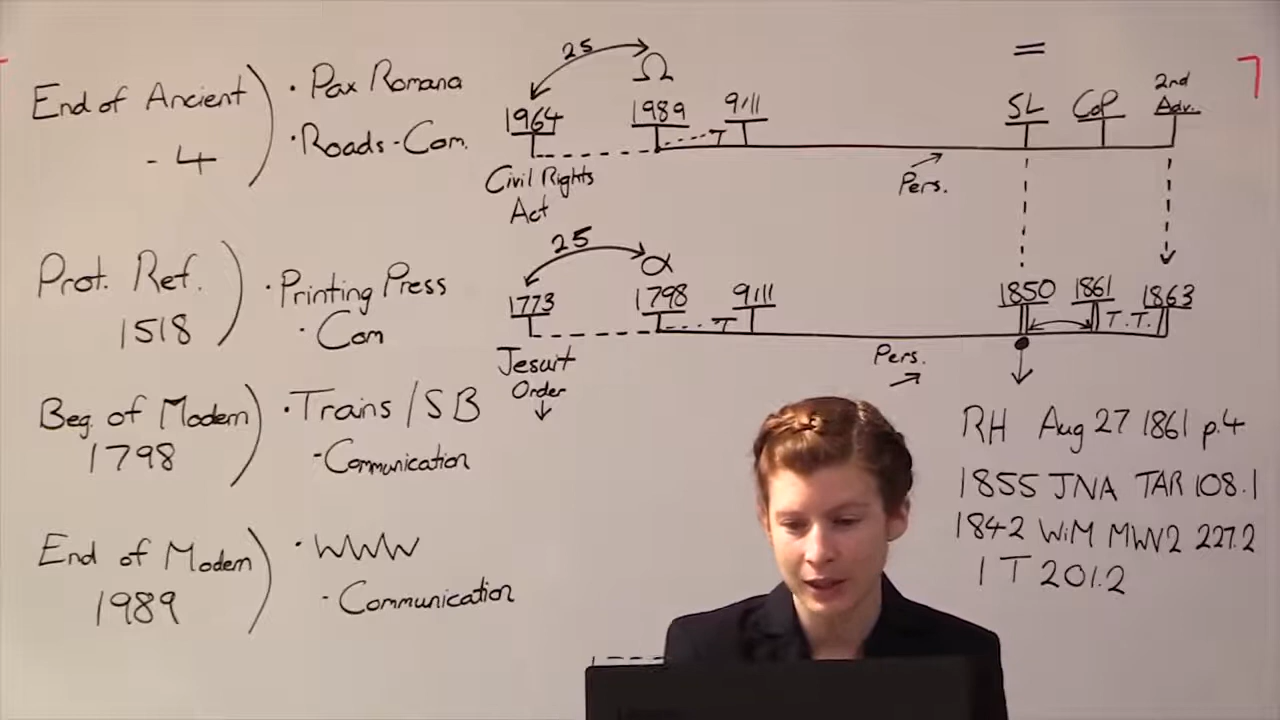 End of Ancient
- 4
· Pax Romana
· Roads - Com.
Prot. Ref.
1518
· Printing Press
· Com
Beg. of Modern
1798
· Trains / SB
- Communication
End of Modern
1989
· WWW
- Communication
25
Ω
1964
1989
9/11
T
Civil Rights
Act
Pers.
=
SL
CoP
2nd
Adv.
7
25
α
1773
1798
9/11
T
Jesuit
Order
Pers.
1850
1861
1863
T.T.
RH Aug 27 1861 p.4
1855 JNA TAR 108.1
1842 WiM MWV2 227.2
1T 201.2